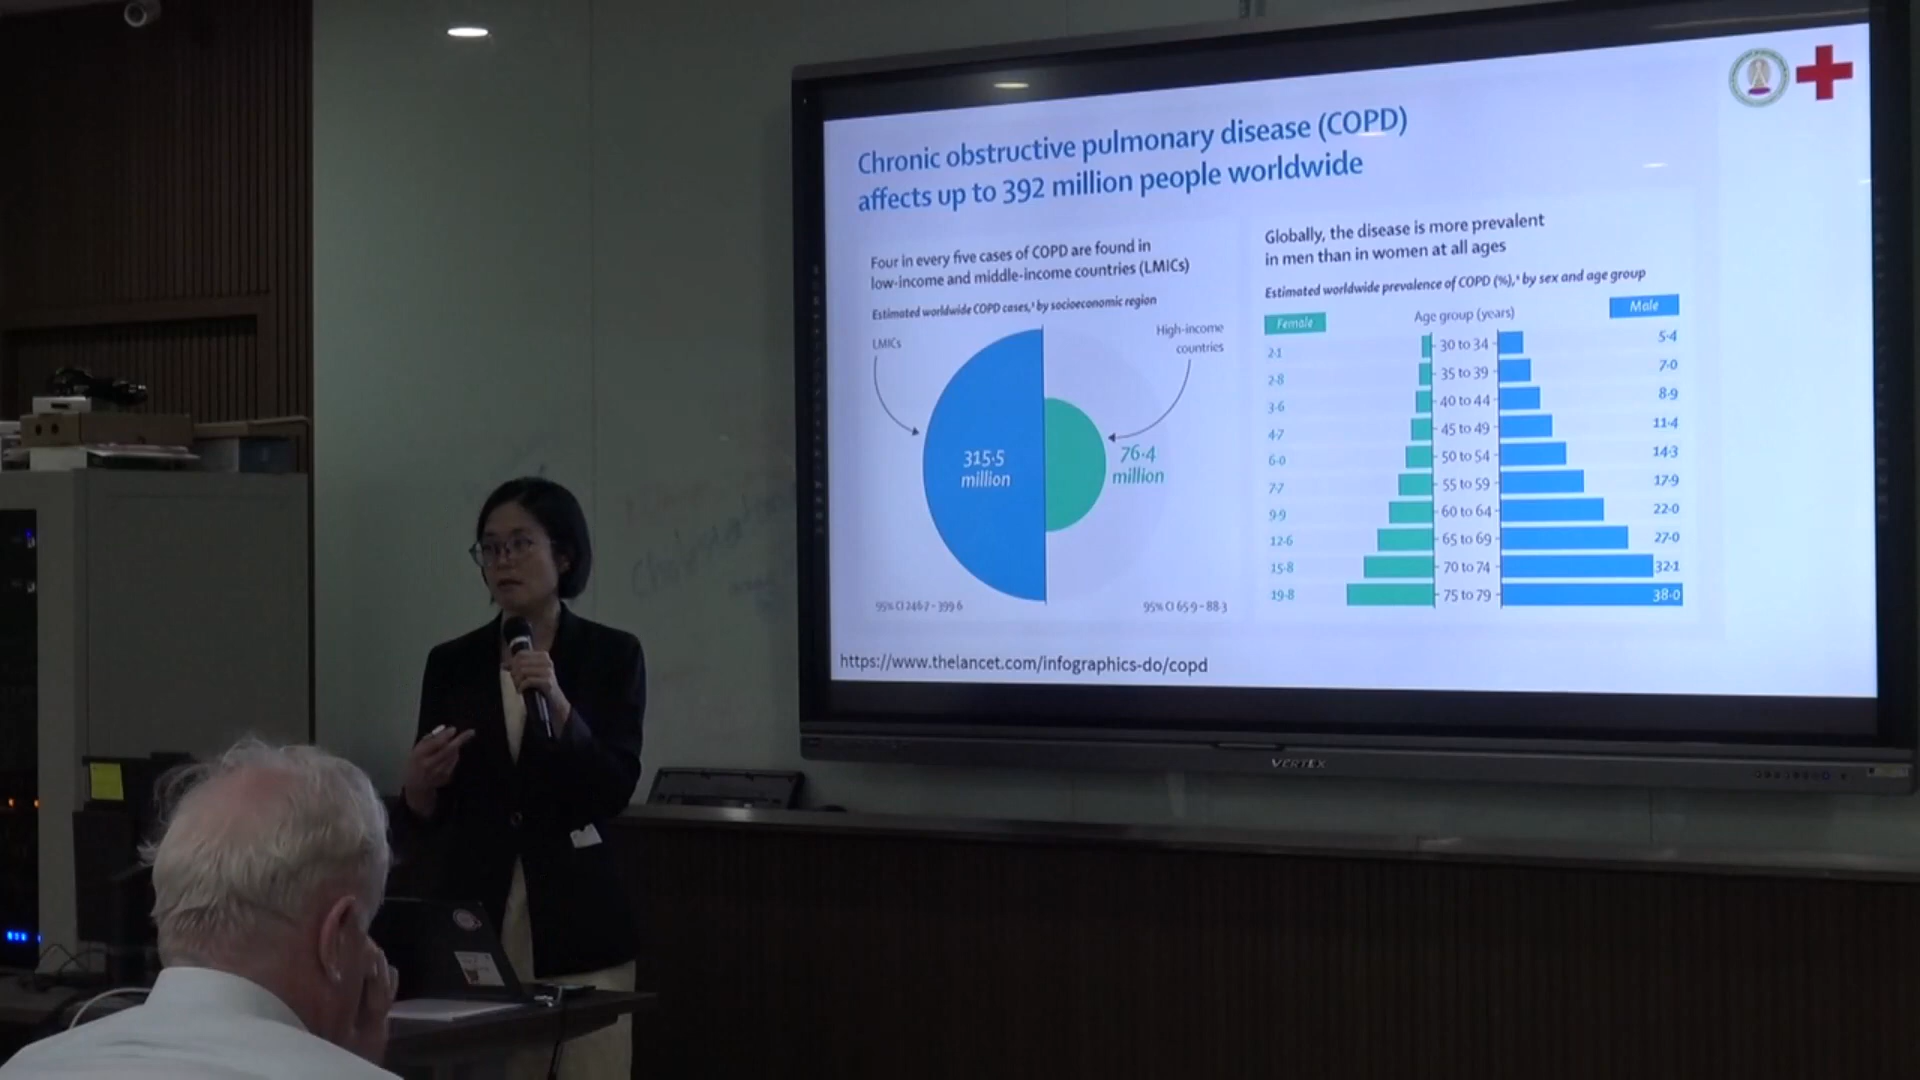 Chronic obstructive pulmonary disease (COPD)
affects up to 392 million people worldwide
Four in every five cases of COPD are found in
low-income and middle-income countries (LMICs)
Estimated worldwide COPD cases, by socioeconomic region
LMICs
High-income
countries
315·5
million
76·4
million
95% CI 246·7 - 399·6
95% CI 65·9 - 88·3
Globally, the disease is more prevalent
in men than in women at all ages
Estimated worldwide prevalence of COPD (%), by sex and age group
Female
Age group (years)
Male
2·1 30 to 34 5·4
2·8 35 to 39 7·0
3·6 40 to 44 8·9
4·7 45 to 49 11·4
6·0 50 to 54 14·3
7·7 55 to 59 17·9
9·9 60 to 64 22·0
12·6 65 to 69 27·0
15·8 70 to 74 32·1
19·8 75 to 79 38·0
https://www.thelancet.com/infographics-do/copd
VERTEX